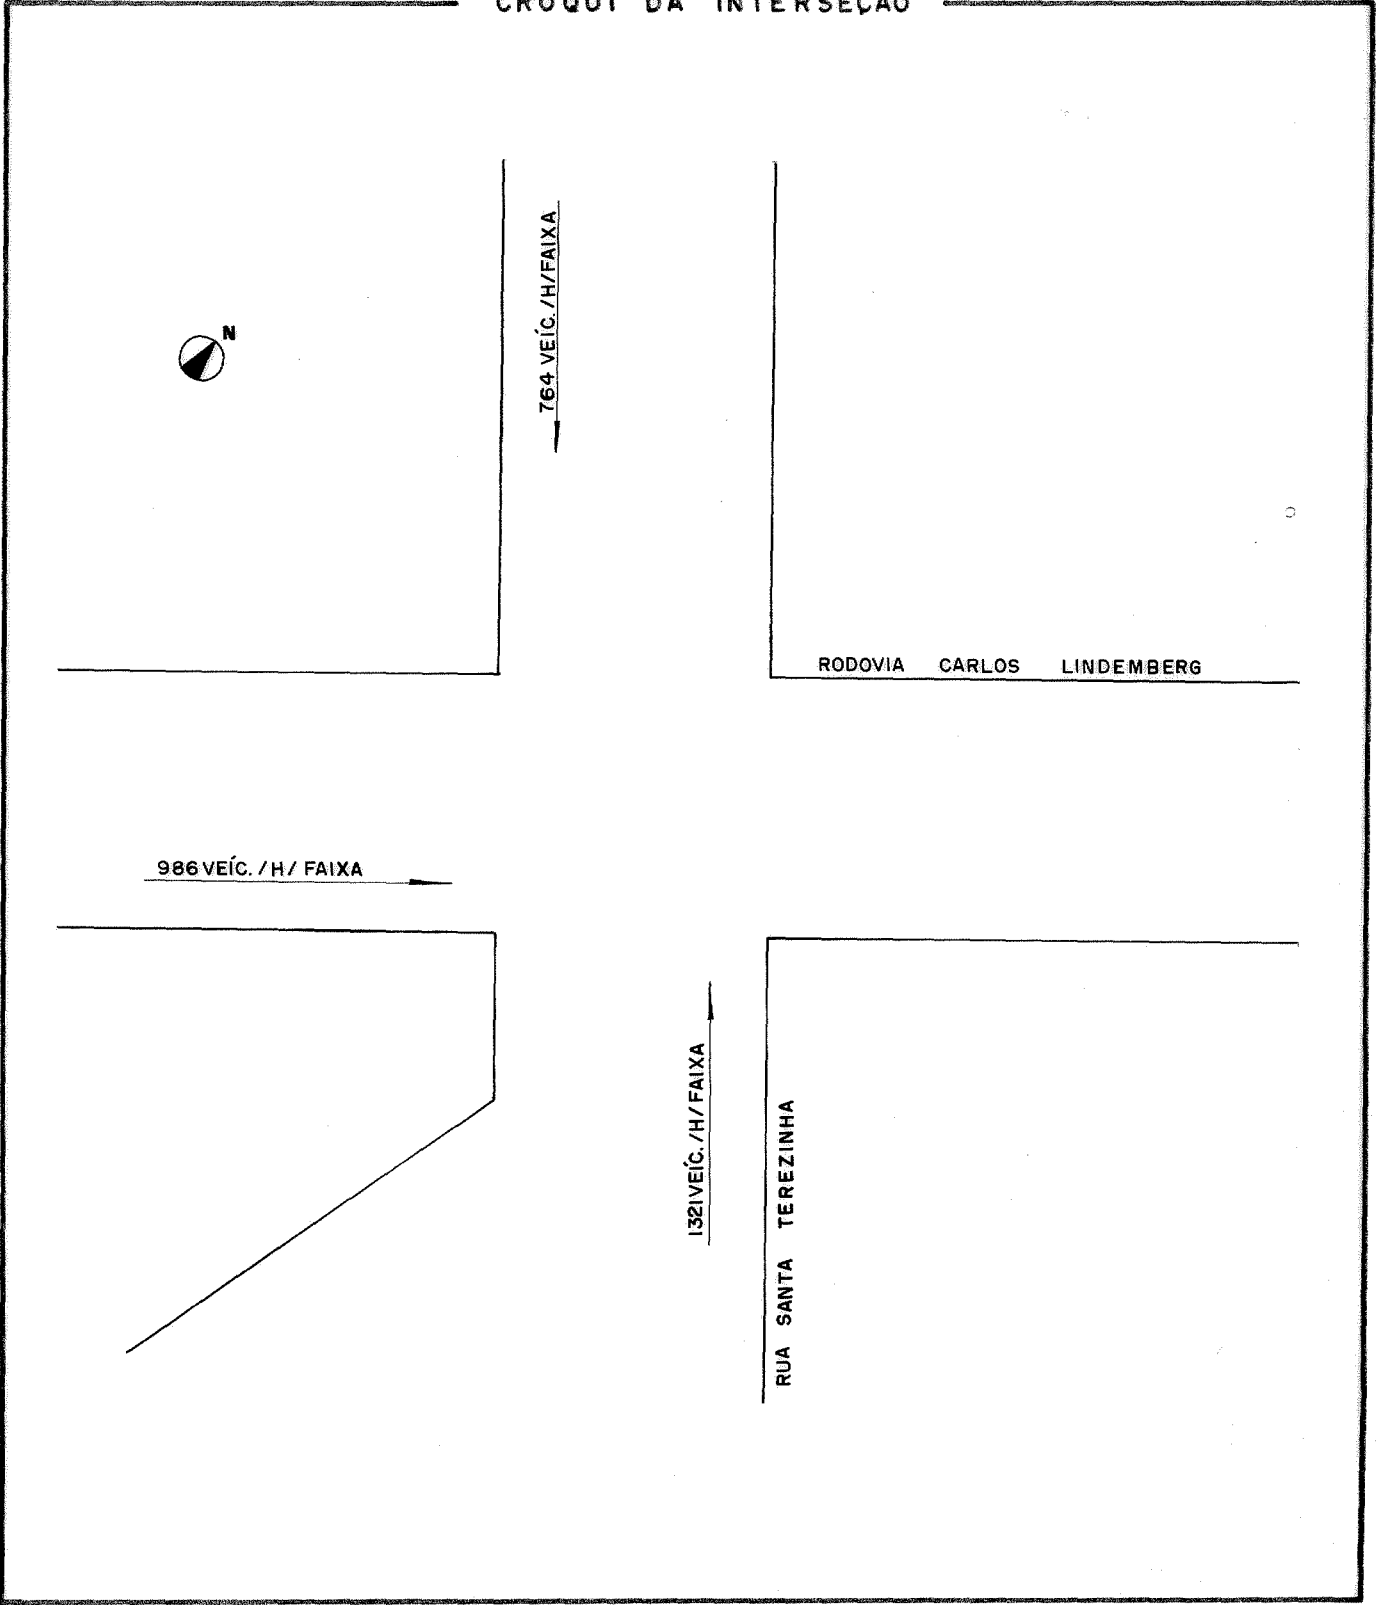 CROQUI DA INTERSEÇÃO
764 VEÍC./H/FAIXA
N
RODOVIA CARLOS LINDEMBERG
986 VEÍC./H/ FAIXA
1321 VEÍC./H/ FAIXA
RUA SANTA TEREZINHA